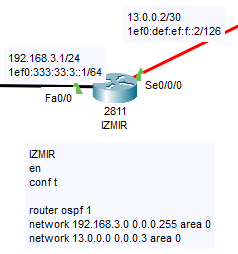 13.0.0.2/30
1ef0:def:ef:f::2/126
192.168.3.1/24
1ef0:333:33:3::1/64
Fa0/0
Se0/0/0
2811
IZMIR
IZMIR
en
conf t
router ospf 1
network 192.168.3.0 0.0.0.255 area 0
network 13.0.0.0 0.0.0.3 area 0